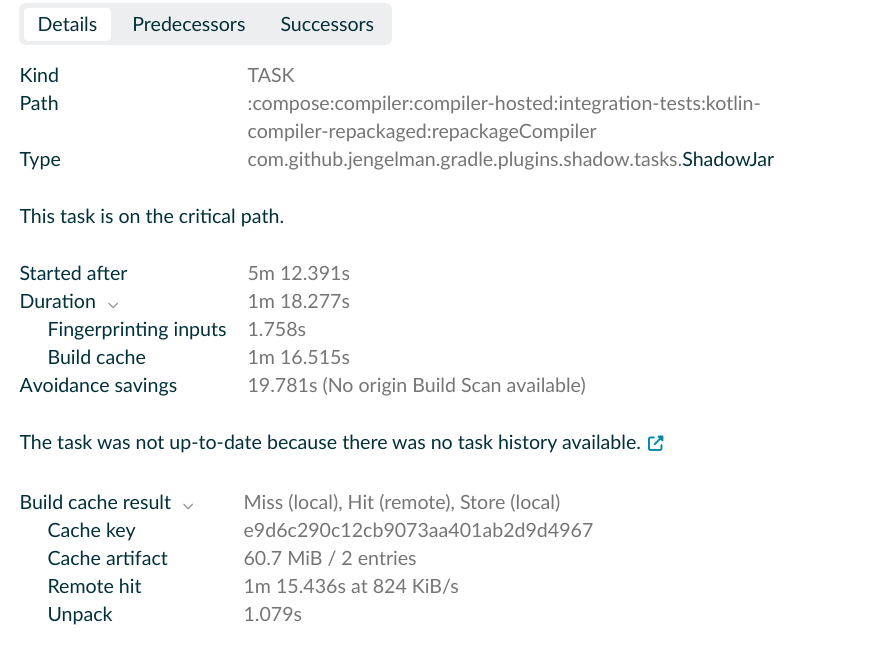 Details Predecessors Successors
Kind TASK
Path :compose:compiler:compiler-hosted:integration-tests:kotlin-
compiler-repackaged:repackageCompiler
Type com.github.jengelman.gradle.plugins.shadow.tasks.ShadowJar
This task is on the critical path.
Started after 5m 12.391s
Duration 1m 18.277s
Fingerprinting inputs 1.758s
Build cache 1m 16.515s
Avoidance savings 19.781s (No origin Build Scan available)
The task was not up-to-date because there was no task history available.
Build cache result Miss (local), Hit (remote), Store (local)
Cache key e9d6c290c12cb9073aa401ab2d9d4967
Cache artifact 60.7 MiB / 2 entries
Remote hit 1m 15.436s at 824 KiB/s
Unpack 1.079s